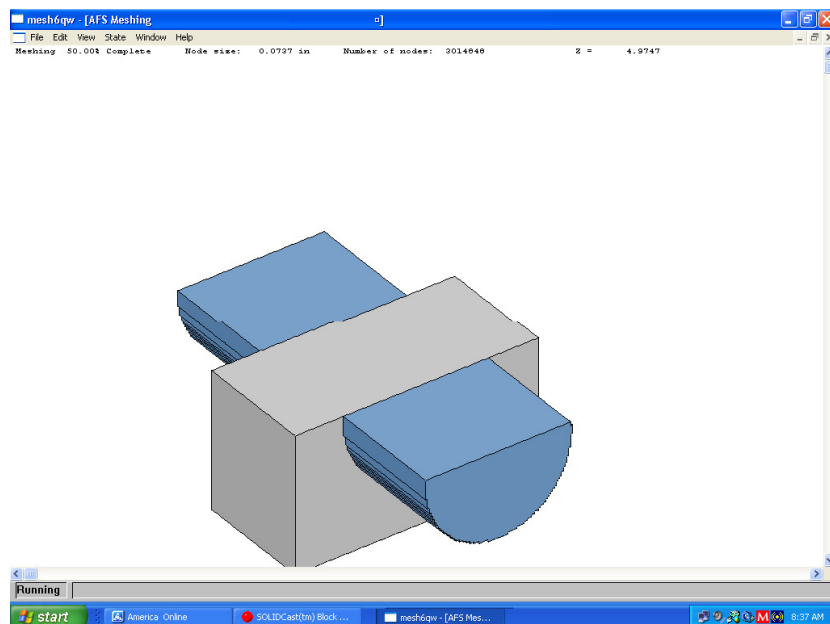 mesh6qw - [AFS Meshing ¤]
File Edit View State Window Help
Meshing 50.00% Complete Node size: 0.0737 in Number of nodes: 3014848 Z = 4.9747
Running
start America Online SOLIDCast(tm) Block ... mesh6qw - [AFS Mes... M 8:37 AM